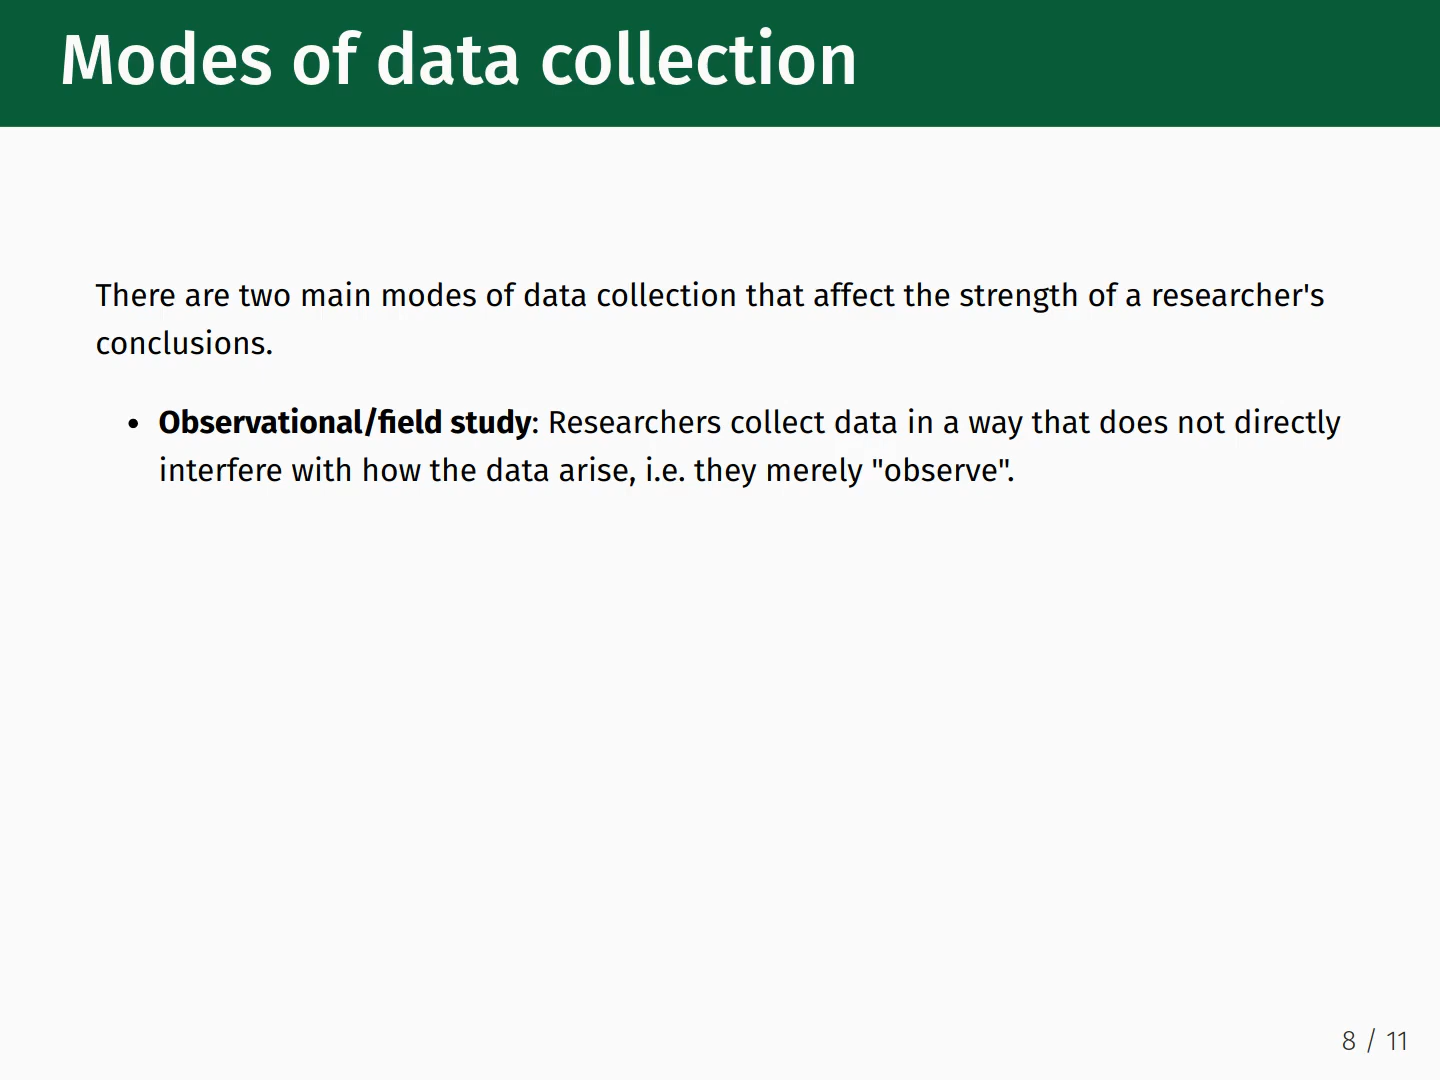 Modes of data collection
There are two main modes of data collection that affect the strength of a researcher's
conclusions.
• Observational/field study: Researchers collect data in a way that does not directly
interfere with how the data arise, i.e. they merely "observe".
8 / 11